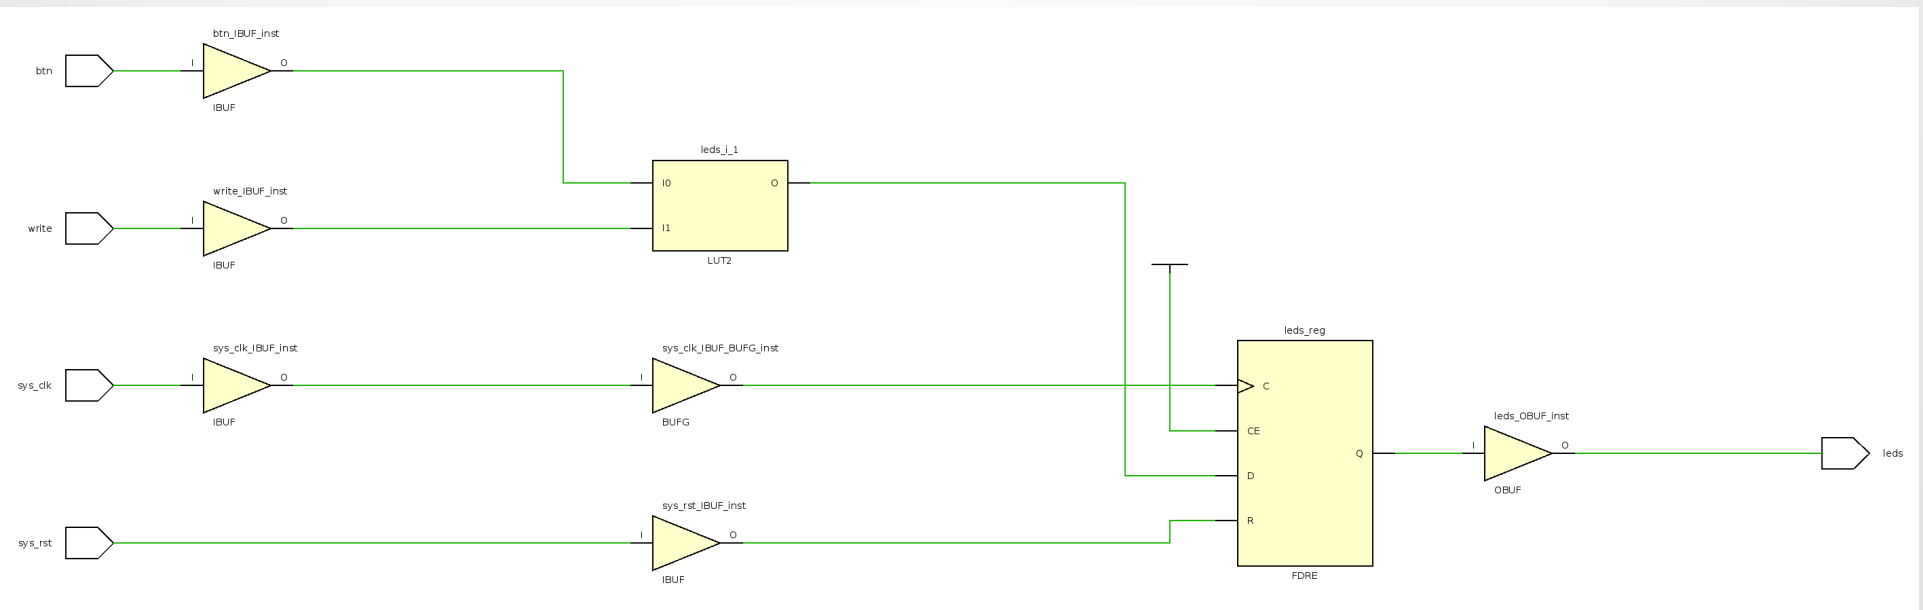 btn_IBUF_inst
btn
I
O
IBUF
leds_i_1
I0
O
I1
LUT2
write_IBUF_inst
write
I
O
IBUF
sys_clk_IBUF_inst
sys_clk
I
O
IBUF
sys_clk_IBUF_BUFG_inst
I
O
BUFG
leds_reg
C
CE
D
R
Q
FDRE
leds_OBUF_inst
I
O
OBUF
leds
sys_rst_IBUF_inst
sys_rst
I
O
IBUF